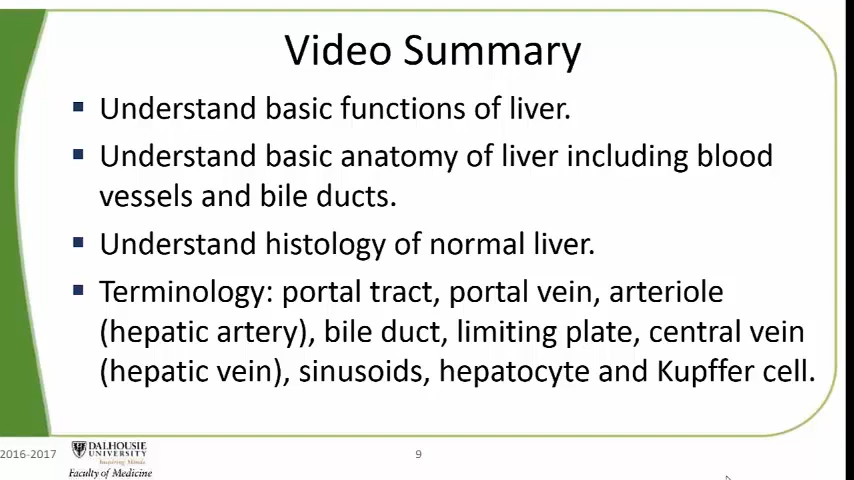 Video Summary
▪ Understand basic functions of liver.
▪ Understand basic anatomy of liver including blood
vessels and bile ducts.
▪ Understand histology of normal liver.
▪ Terminology: portal tract, portal vein, arteriole
(hepatic artery), bile duct, limiting plate, central vein
(hepatic vein), sinusoids, hepatocyte and Kupffer cell.
2016-2017
DALHOUSIE
UNIVERSITY
Inspiring Minds
Faculty of Medicine
9